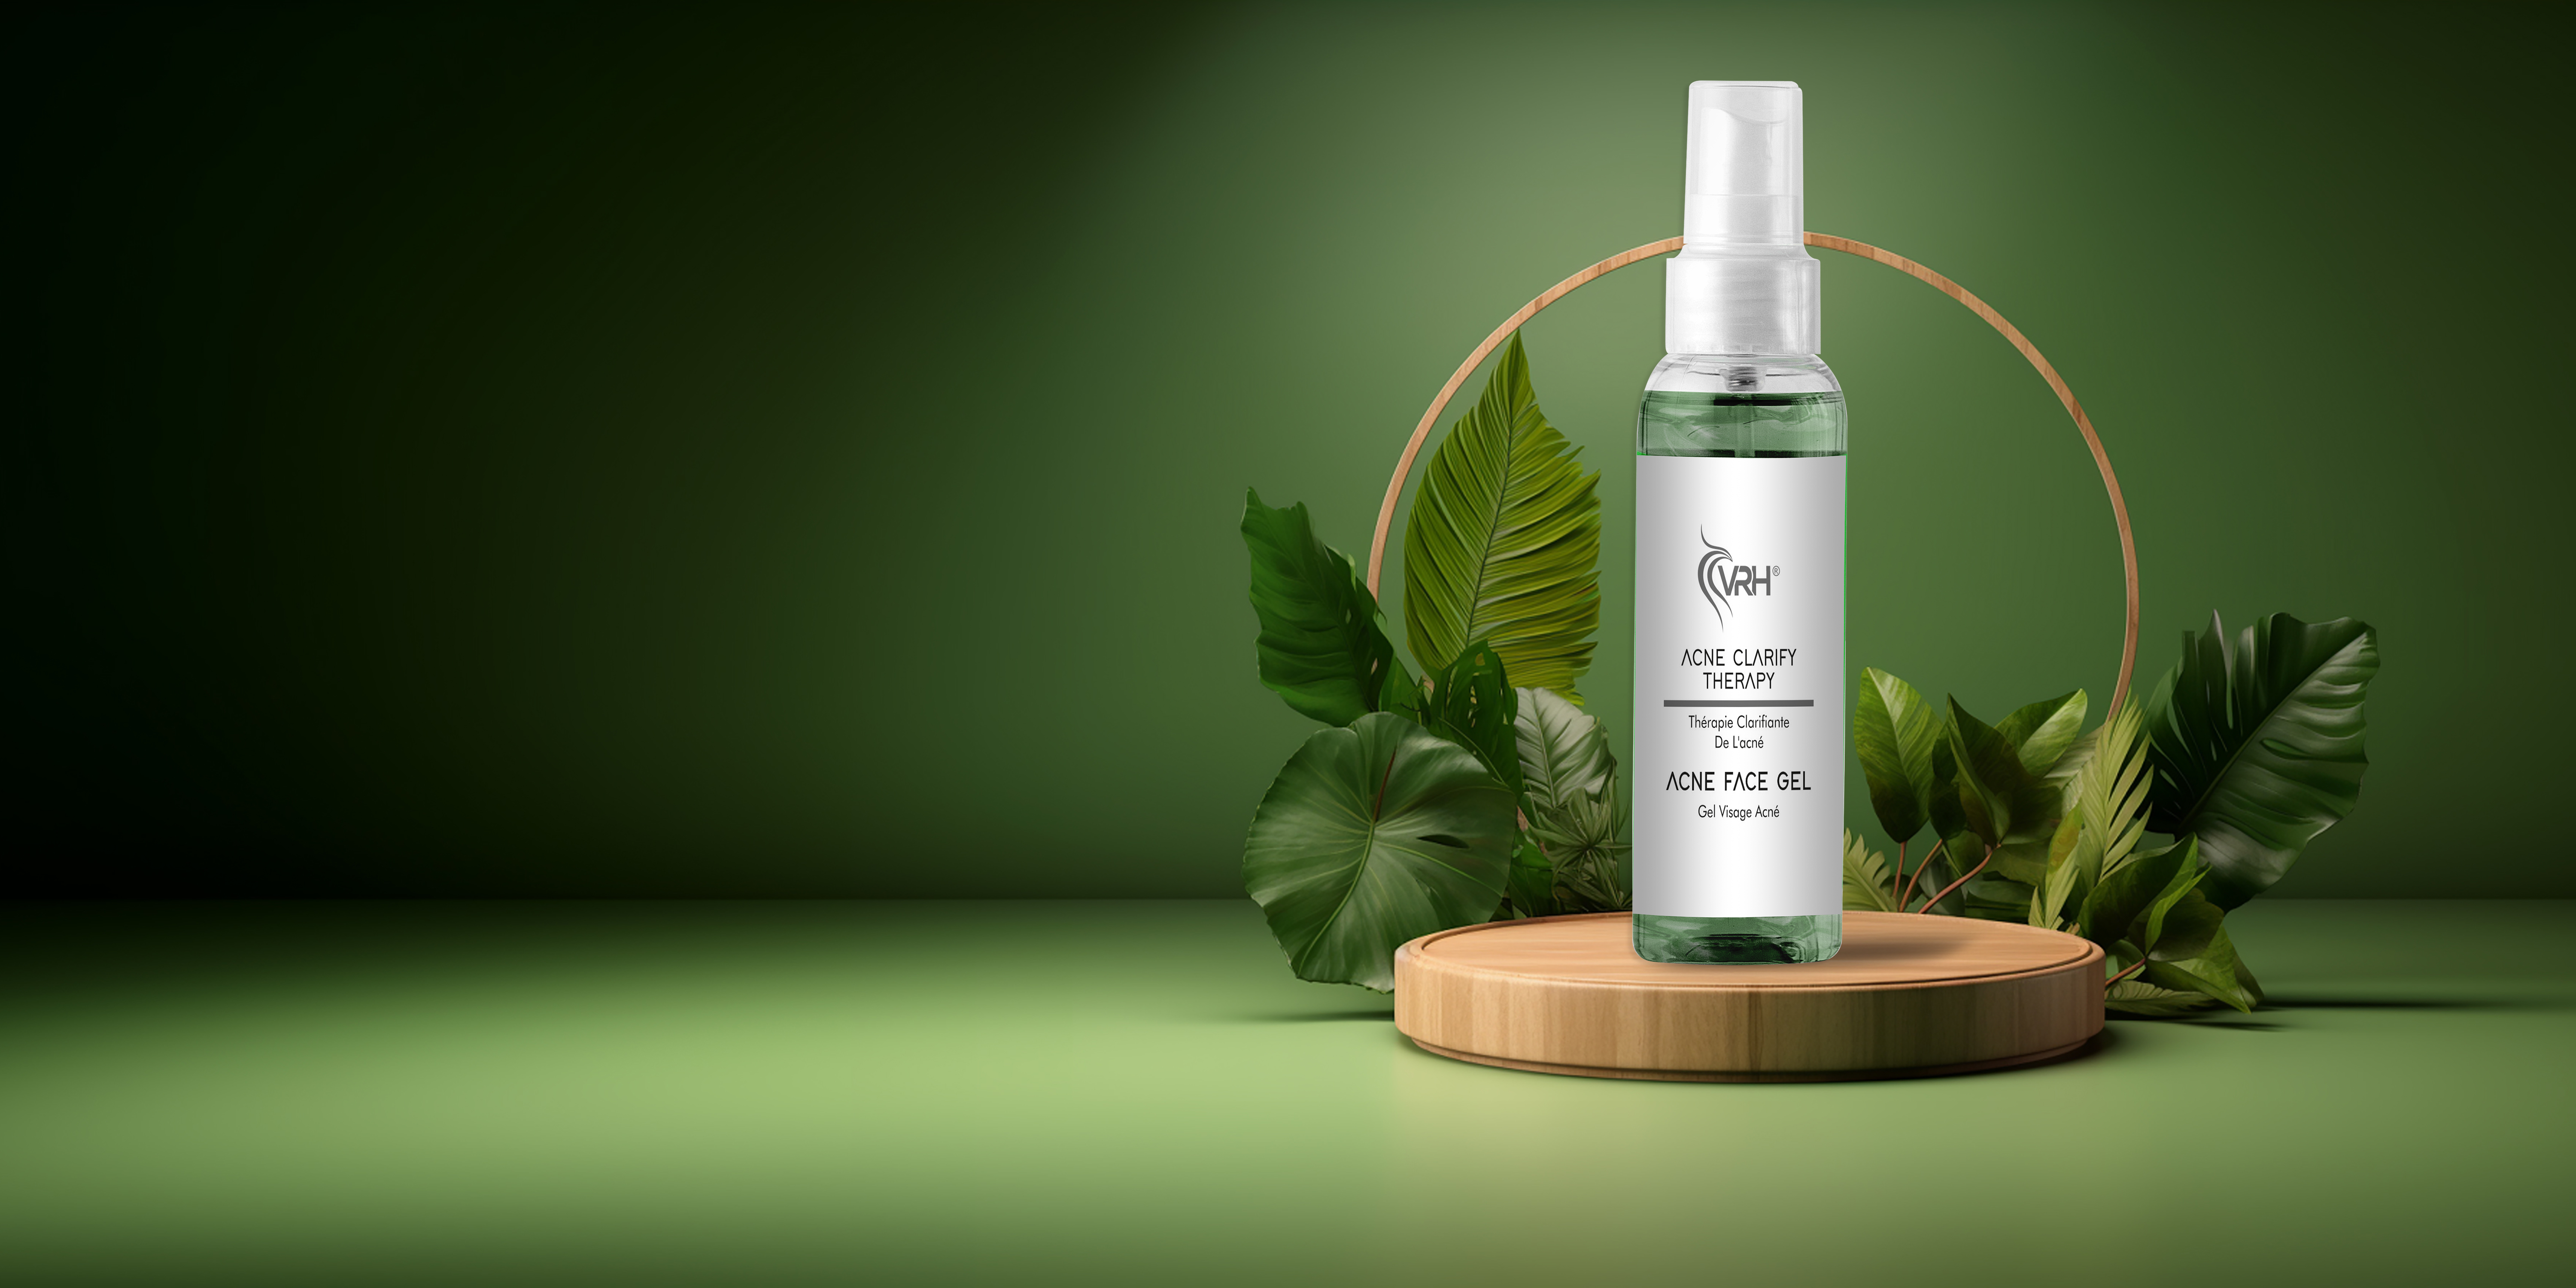 VRH®
ACNE CLARIFY
THERAPY
Thérapie Clarifiante
De L'acné
ACNE FACE GEL
Gel Visage Acné